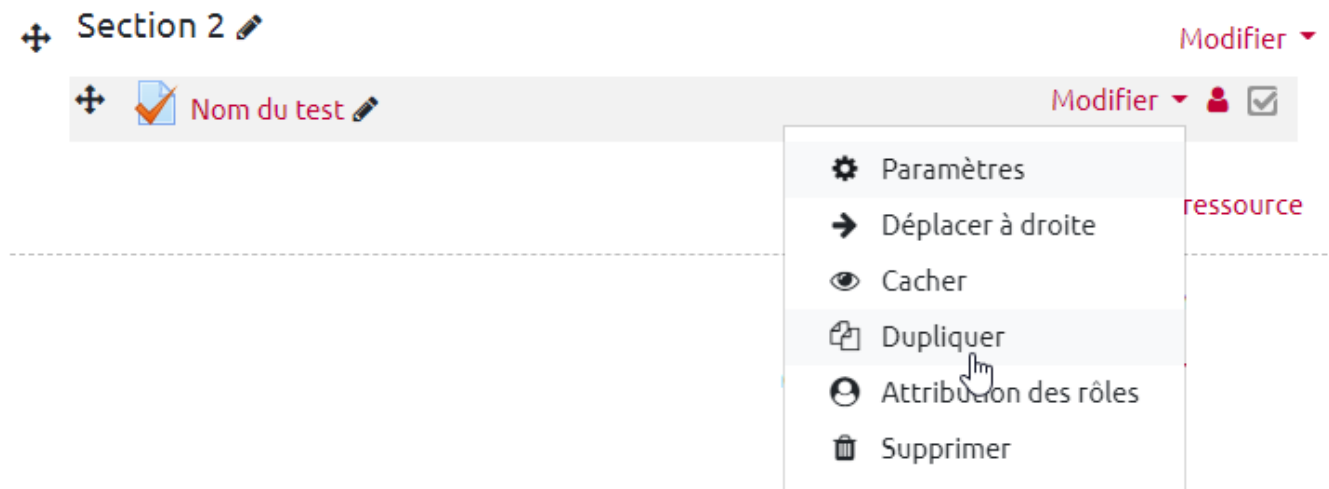 Section 2
Modifier
Nom du test
Modifier
Paramètres
ressource
Déplacer à droite
Cacher
Dupliquer
Attribution des rôles
Supprimer